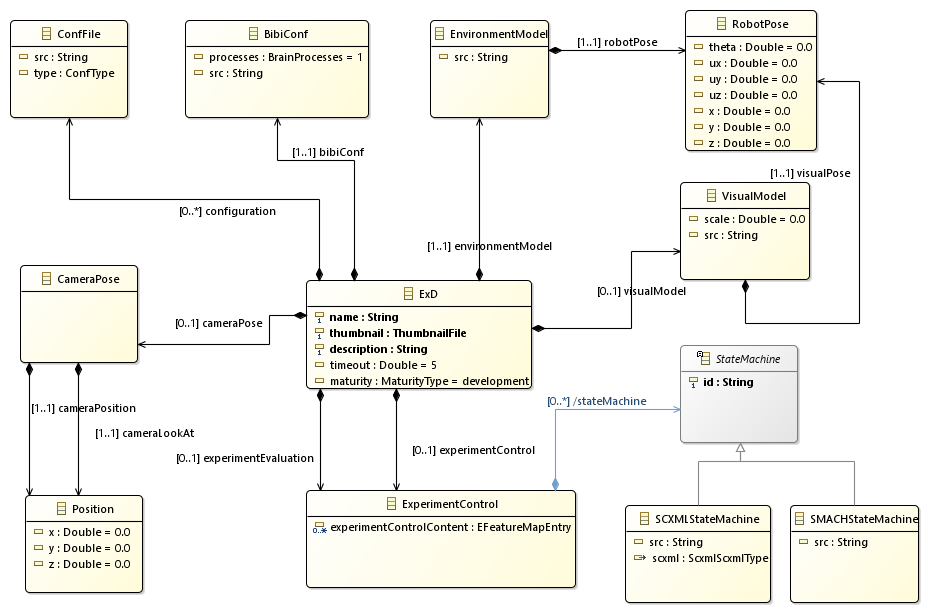 ConfFile
src : String
type : ConfType
BibiConf
processes : BrainProcesses = 1
src : String
EnvironmentModel
src : String
[1..1] robotPose
RobotPose
theta : Double = 0.0
ux : Double = 0.0
uy : Double = 0.0
uz : Double = 0.0
x : Double = 0.0
y : Double = 0.0
z : Double = 0.0
[1..1] bibiConf
[1..1] visualPose
[0..*] configuration
VisualModel
scale : Double = 0.0
src : String
[1..1] environmentModel
CameraPose
[0..1] cameraPose
ExD
name : String
thumbnail : ThumbnailFile
description : String
timeout : Double = 5
maturity : MaturityType = development
[0..1] visualModel
StateMachine
id : String
[1..1] cameraPosition
[1..1] cameraLookAt
[0..*] /stateMachine
[0..1] experimentEvaluation
[0..1] experimentControl
Position
x : Double = 0.0
y : Double = 0.0
z : Double = 0.0
ExperimentControl
0..* experimentControlContent : EFeatureMapEntry
SCXMLStateMachine
src : String
scxml : ScxmlScxmlType
SMACHStateMachine
src : String